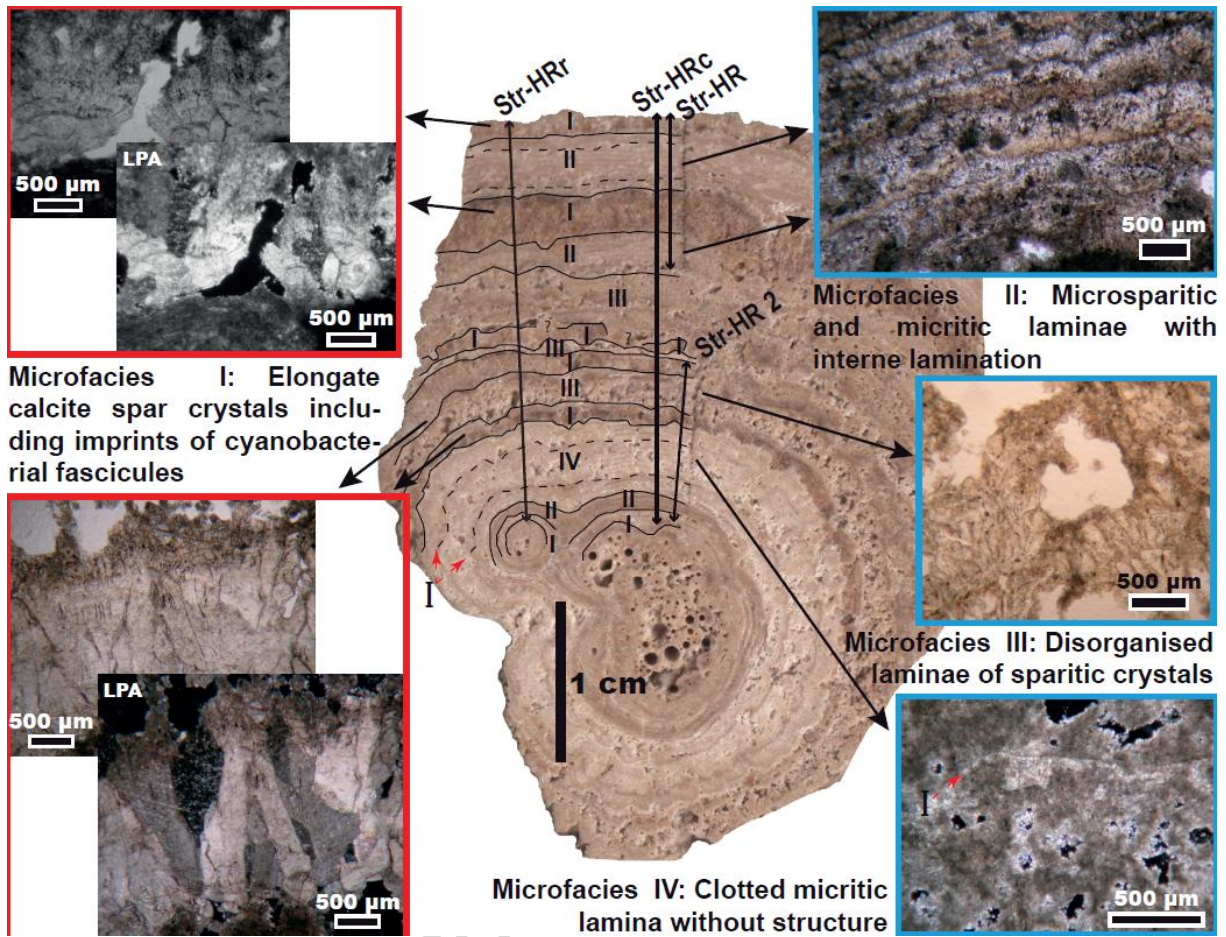 LPA
500 µm
500 µm
Microfacies I: Elongate
calcite spar crystals inclu-
ding imprints of cyanobacte-
rial fascicules
LPA
500 µm
500 µm
Str-HRr
Str-HRc
Str-HR
Str-HR 2
I
II
I
II
III
I
?
I
?
I
III
I
III
I
IV
II
II
I
I
I
1 cm
500 µm
Microfacies II: Microsparitic
and micritic laminae with
interne lamination
500 µm
Microfacies III: Disorganised
laminae of sparitic crystals
I
500 µm
Microfacies IV: Clotted micritic
lamina without structure